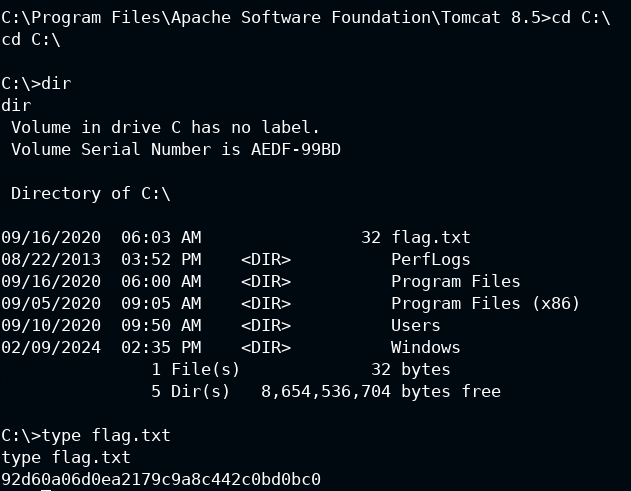 C:\Program Files\Apache Software Foundation\Tomcat 8.5>cd C:\
cd C:\
C:\>dir
dir
 Volume in drive C has no label.
 Volume Serial Number is AEDF-99BD
 Directory of C:\
09/16/2020  06:03 AM                32 flag.txt
08/22/2013  03:52 PM    <DIR>          PerfLogs
09/16/2020  06:00 AM    <DIR>          Program Files
09/05/2020  09:05 AM    <DIR>          Program Files (x86)
09/10/2020  09:50 AM    <DIR>          Users
02/09/2024  02:35 PM    <DIR>          Windows
               1 File(s)             32 bytes
               5 Dir(s)   8,654,536,704 bytes free
C:\>type flag.txt
type flag.txt
92d60a06d0ea2179c9a8c442c0bd0bc0